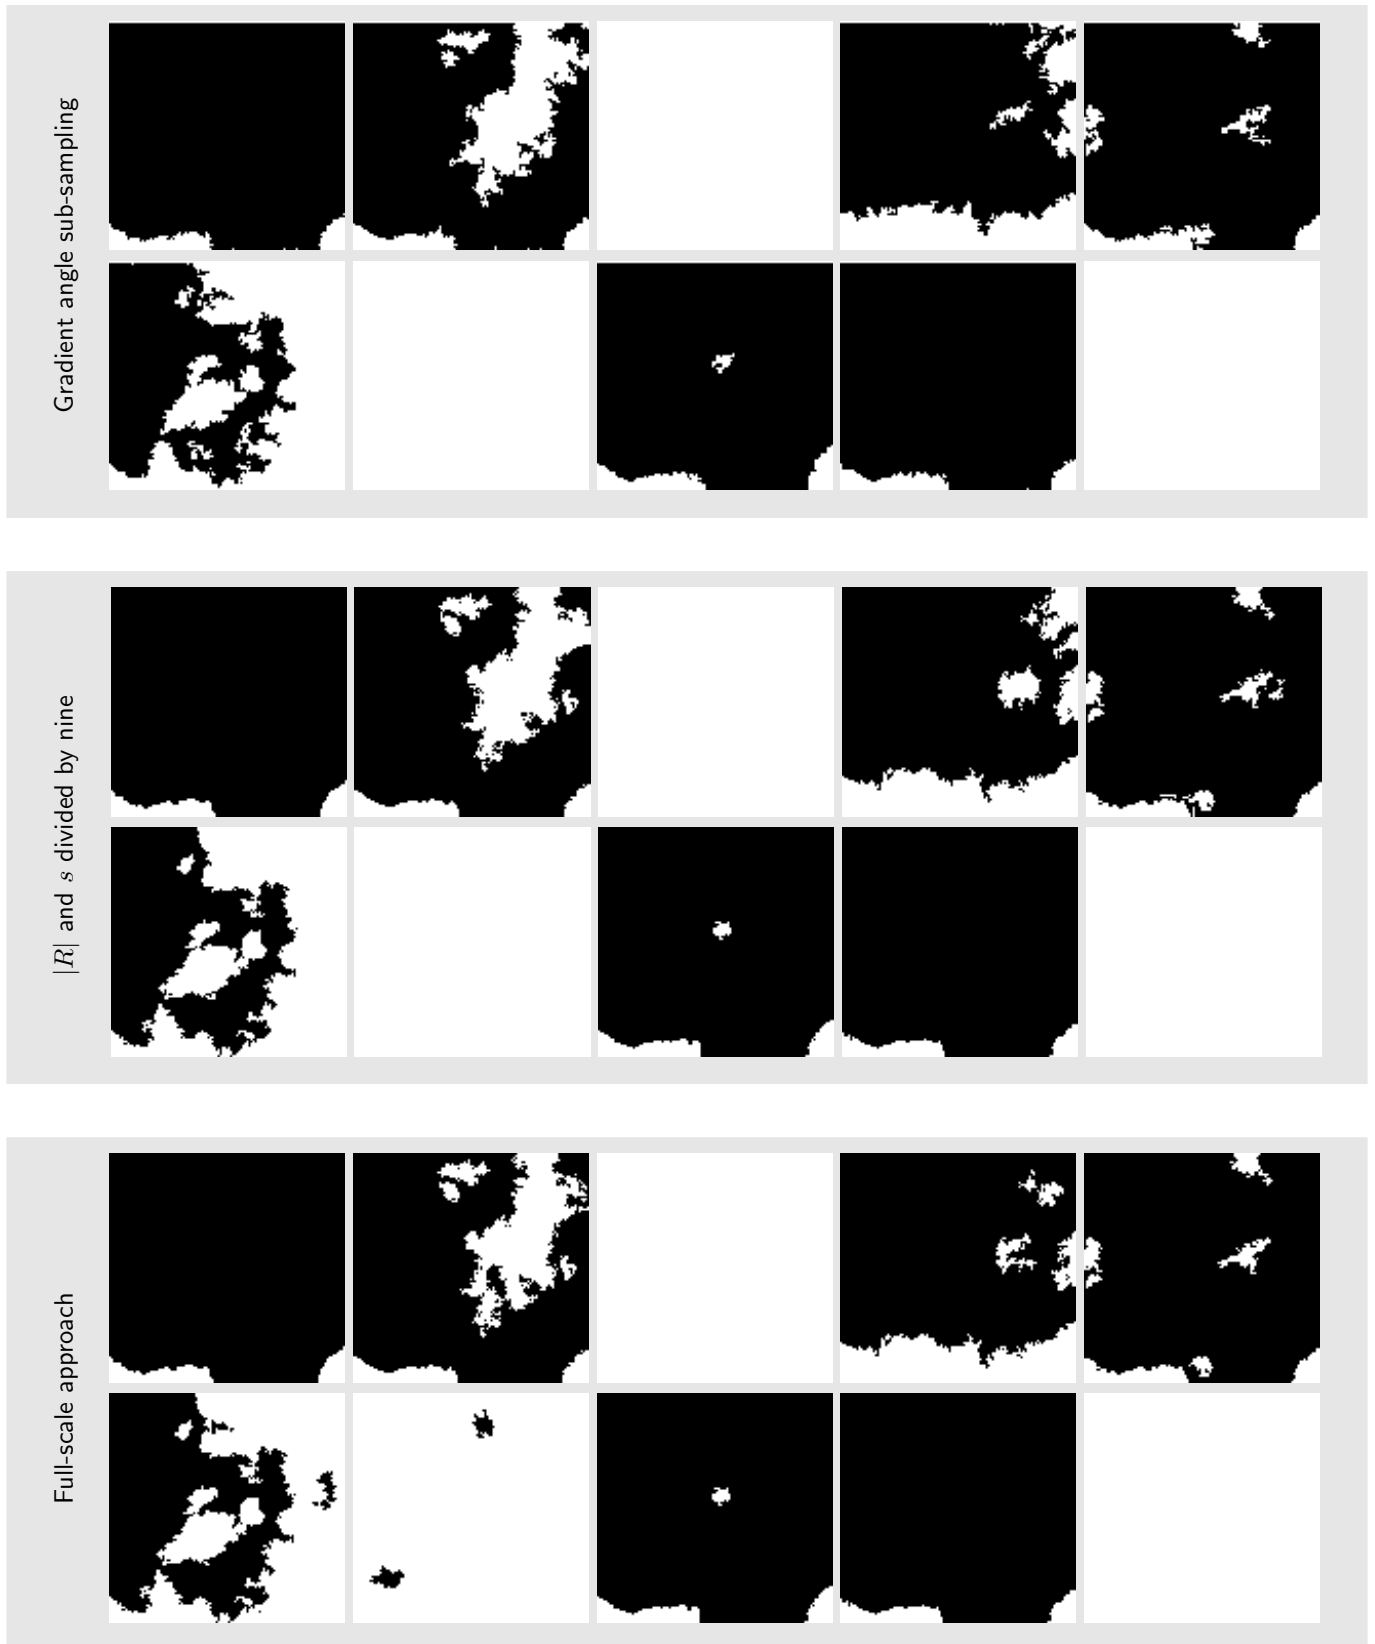 Gradient angle sub-sampling
|R| and s divided by nine
Full-scale approach